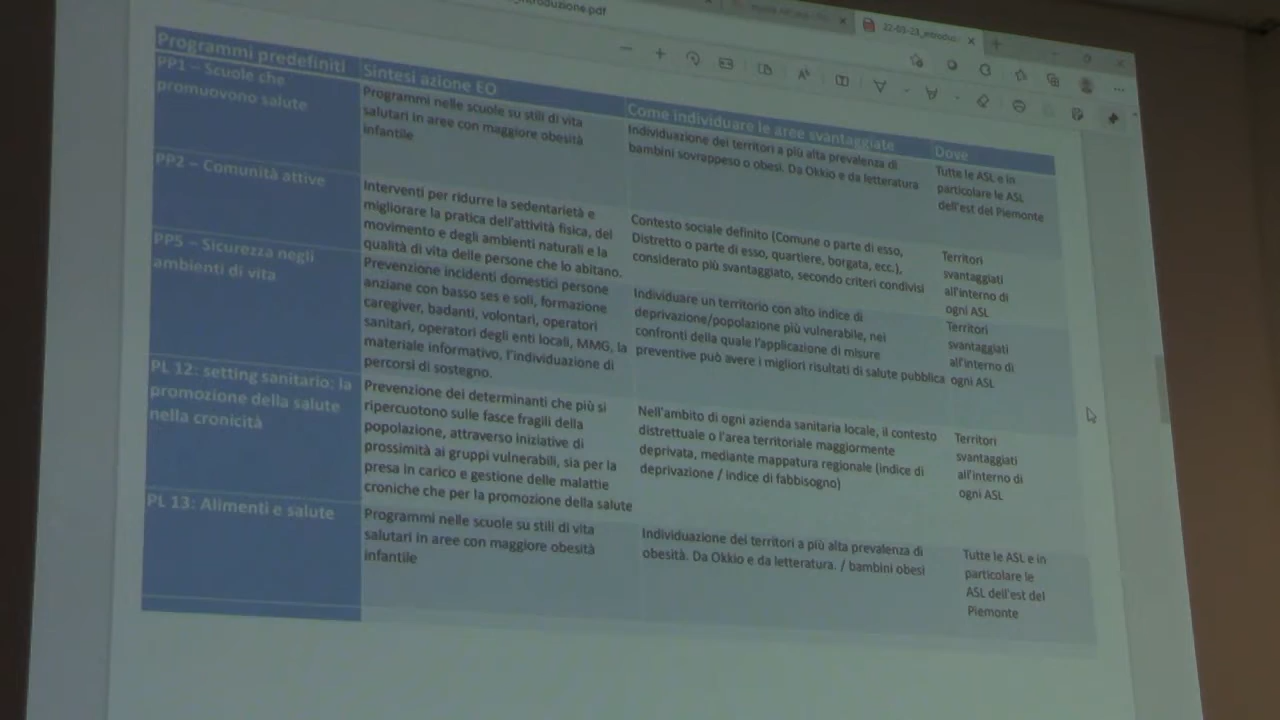 ntroduzione.pdf
22-03-23_introdu
Programmi predefiniti
Sintesi azione EO
Come individuare le aree svantaggiate
Dove
PP1 – Scuole che
promuovono salute
Programmi nelle scuole su stili di vita
salutari in aree con maggiore obesità
infantile
Individuazione dei territori a più alta prevalenza di
bambini sovrappeso o obesi. Da Okkio e da letteratura
Tutte le ASL e in
particolare le ASL
dell'est del Piemonte
PP2 – Comunità attive
Interventi per ridurre la sedentarietà e
migliorare la pratica dell'attività fisica, del
movimento e degli ambienti naturali e la
qualità di vita delle persone che lo abitano.
Contesto sociale definito (Comune o parte di esso,
Distretto o parte di esso, quartiere, borgata, ecc.),
considerato più svantaggiato, secondo criteri condivisi
Territori
svantaggiati
all'interno di
ogni ASL
PP5 – Sicurezza negli
ambienti di vita
Prevenzione incidenti domestici persone
anziane con basso ses e soli, formazione
caregiver, badanti, volontari, operatori
sanitari, operatori degli enti locali, MMG, la
materiale informativo, l'individuazione di
percorsi di sostegno.
Individuare un territorio con alto indice di
deprivazione/popolazione più vulnerabile, nei
confronti della quale l'applicazione di misure
preventive può avere i migliori risultati di salute pubblica
Territori
svantaggiati
all'interno di
ogni ASL
PL 12: setting sanitario: la
promozione della salute
nella cronicità
Prevenzione dei determinanti che più si
ripercuotono sulle fasce fragili della
popolazione, attraverso iniziative di
prossimità ai gruppi vulnerabili, sia per la
presa in carico e gestione delle malattie
croniche che per la promozione della salute
Nell'ambito di ogni azienda sanitaria locale, il contesto
distrettuale o l'area territoriale maggiormente
deprivata, mediante mappatura regionale (indice di
deprivazione / indice di fabbisogno)
Territori
svantaggiati
all'interno di
ogni ASL
PL 13: Alimenti e salute
Programmi nelle scuole su stili di vita
salutari in aree con maggiore obesità
infantile
Individuazione dei territori a più alta prevalenza di
obesità. Da Okkio e da letteratura. / bambini obesi
Tutte le ASL e in
particolare le
ASL dell'est del
Piemonte